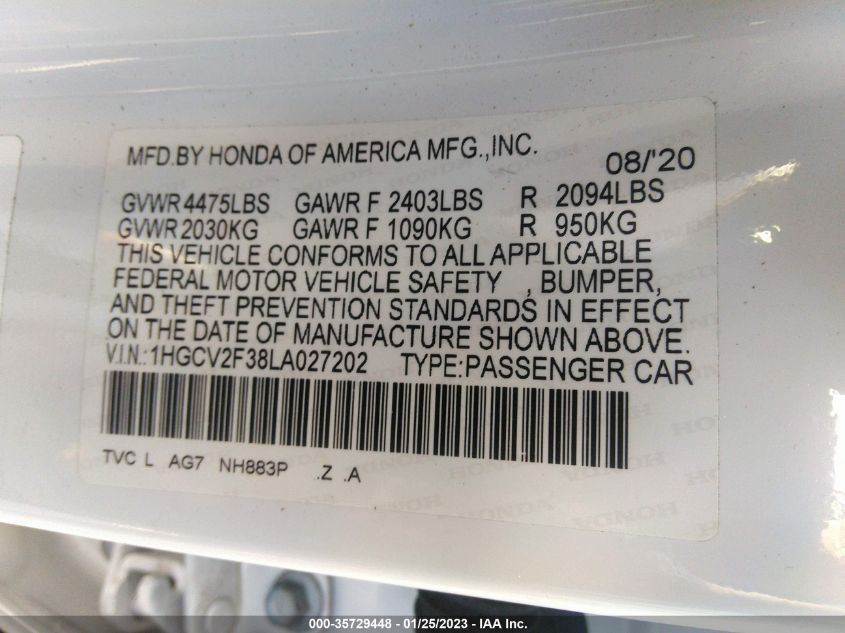 MFD.BY HONDA OF AMERICA MFG.,INC. 08/'20
GVWR 4475LBS GAWR F 2403LBS R 2094LBS
GVWR 2030KG GAWR F 1090KG R 950KG
THIS VEHICLE CONFORMS TO ALL APPLICABLE
FEDERAL MOTOR VEHICLE SAFETY , BUMPER,
AND THEFT PREVENTION STANDARDS IN EFFECT
ON THE DATE OF MANUFACTURE SHOWN ABOVE.
V.I.N.:1HGCV2F38LA027202 TYPE:PASSENGER CAR
TVC L AG7 NH883P .Z .A
000-35729448 - 01/25/2023 - IAA Inc.